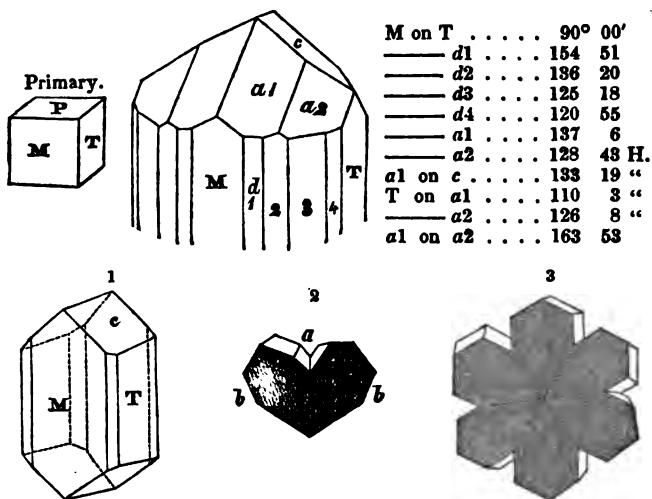 Primary.
P
M
T
c
a1
a2
M
d
1
2
3
4
T
M on T . . . . . 90° 00′
——— d1 . . . . 154 51
——— d2 . . . . 136 20
——— d3 . . . . 125 18
——— d4 . . . . 120 55
——— a1 . . . . 137 6
——— a2 . . . . 128 43 H.
a1 on c . . . . . 133 19 “
T on a1 . . . . 110 3 “
——— a2 . . . . 126 8 “
a1 on a2 . . . . 163 53
1
c
M
T
2
a
b
b
3